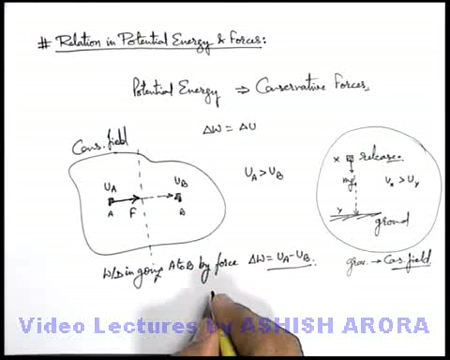 # Relation in Potential Energy & Forces:
Potential Energy ⇒ Conservative Forces,
ΔW = ΔU
Cons. field
U_A U_B
A F B
U_A > U_B
x release.
mg
U_x > U_y
y
ground
W/D in going A to B by force ΔW = U_A - U_B.
grav. → Cos. field
Video Lectures by ASHISH ARORA